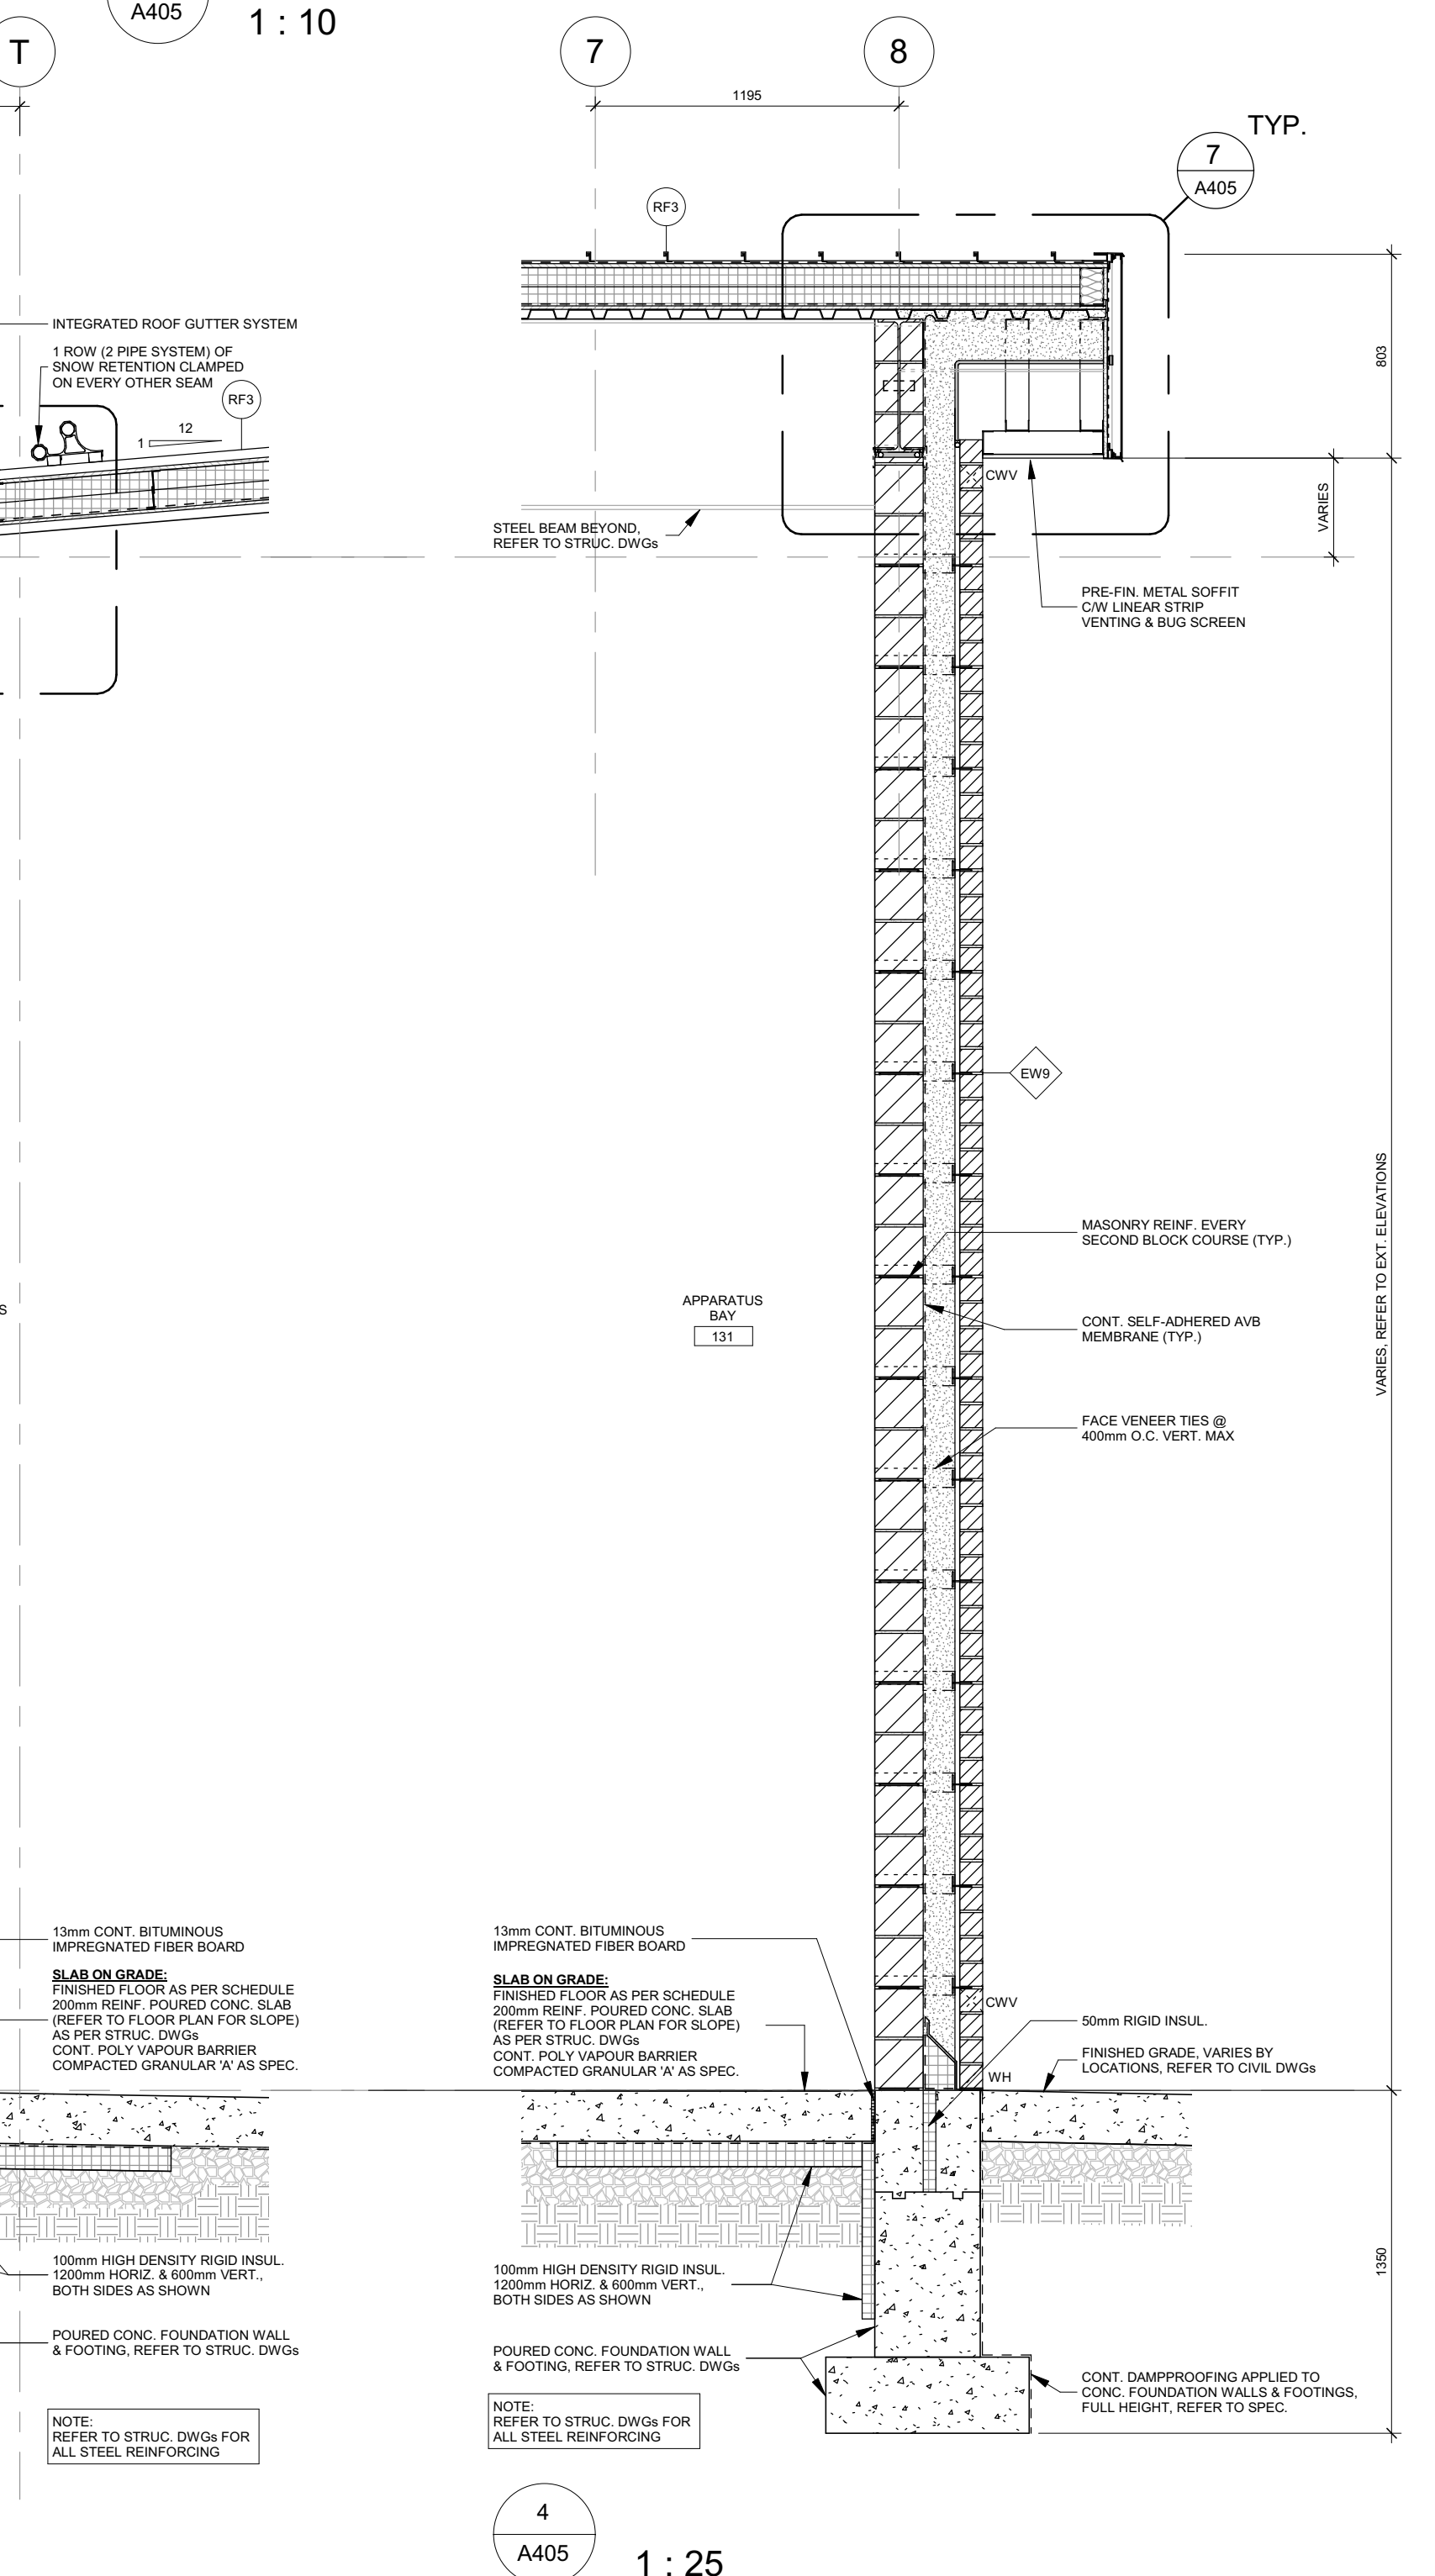 A405
1 : 10
T
7
8
1195
TYP.
7
A405
RF3
INTEGRATED ROOF GUTTER SYSTEM
1 ROW (2 PIPE SYSTEM) OF
SNOW RETENTION CLAMPED
ON EVERY OTHER SEAM
RF3
12
1
803
CWV
VARIES
STEEL BEAM BEYOND,
REFER TO STRUC. DWGs
PRE-FIN. METAL SOFFIT
C/W LINEAR STRIP
VENTING & BUG SCREEN
EW9
VARIES, REFER TO EXT. ELEVATIONS
MASONRY REINF. EVERY
SECOND BLOCK COURSE (TYP.)
S
APPARATUS
BAY
131
CONT. SELF-ADHERED AVB
MEMBRANE (TYP.)
FACE VENEER TIES @
400mm O.C. VERT. MAX
13mm CONT. BITUMINOUS
IMPREGNATED FIBER BOARD
SLAB ON GRADE:
FINISHED FLOOR AS PER SCHEDULE
200mm REINF. POURED CONC. SLAB
(REFER TO FLOOR PLAN FOR SLOPE)
AS PER STRUC. DWGs
CONT. POLY VAPOUR BARRIER
COMPACTED GRANULAR 'A' AS SPEC.
13mm CONT. BITUMINOUS
IMPREGNATED FIBER BOARD
SLAB ON GRADE:
FINISHED FLOOR AS PER SCHEDULE
200mm REINF. POURED CONC. SLAB
(REFER TO FLOOR PLAN FOR SLOPE)
AS PER STRUC. DWGs
CONT. POLY VAPOUR BARRIER
COMPACTED GRANULAR 'A' AS SPEC.
CWV
50mm RIGID INSUL.
FINISHED GRADE, VARIES BY
LOCATIONS, REFER TO CIVIL DWGs
WH
100mm HIGH DENSITY RIGID INSUL.
1200mm HORIZ. & 600mm VERT.,
BOTH SIDES AS SHOWN
100mm HIGH DENSITY RIGID INSUL.
1200mm HORIZ. & 600mm VERT.,
BOTH SIDES AS SHOWN
1350
POURED CONC. FOUNDATION WALL
& FOOTING, REFER TO STRUC. DWGs
POURED CONC. FOUNDATION WALL
& FOOTING, REFER TO STRUC. DWGs
CONT. DAMPPROOFING APPLIED TO
CONC. FOUNDATION WALLS & FOOTINGS,
FULL HEIGHT, REFER TO SPEC.
NOTE:
REFER TO STRUC. DWGs FOR
ALL STEEL REINFORCING
NOTE:
REFER TO STRUC. DWGs FOR
ALL STEEL REINFORCING
4
A405
1 : 25